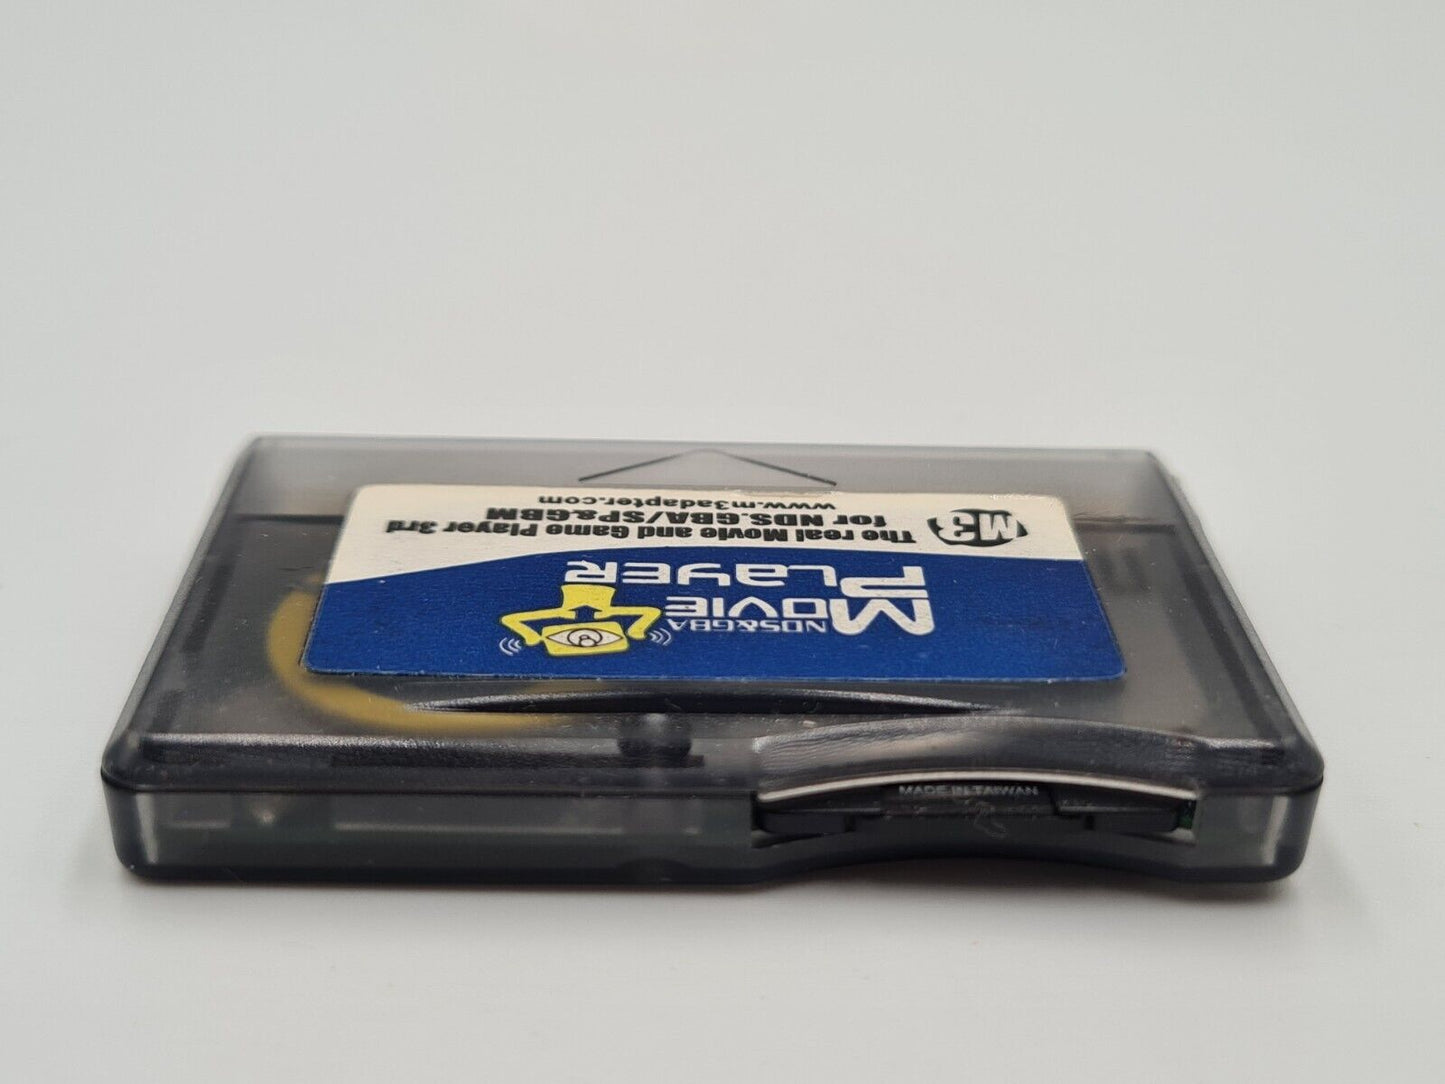 NDS&GBA
MOVIE
PLAYER
M3
The real Movie and Game Player 3rd
for NDS.GBA/SP&GBM
www.m3adapter.com
MADE IN TAIWAN